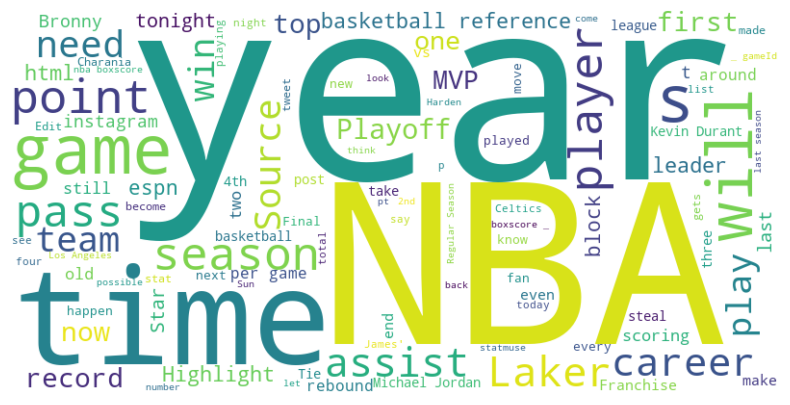 Bronny
tonight
top
basketball reference
night
come
made
league
first
need
Charania
playing
one
vs
_ gameId
html
nba boxscore
win
year
new
look
MVP
move
player
s
t
around
list
point
instagram
Source
tweet
Harden
Playoff
played
Kevin Durant
last season
game
Edit
think
p
leader
will
still
espn
4th
two
post
take
pt
2nd
block
gets
pass
become
Final
say
Regular Season
Celtics
boxscore _
three
play
last
see
team
basketball
know
four
Los Angeles
season
total
NBA
old
possible
next
per game
Sun
back
fan
even
today
stat
time
happen
Star
end
steal
now
James'
statmuse
every
scoring
record
Highlight
Tie
assist
Laker
career
number
let
rebound
Michael Jordan
Franchise
make